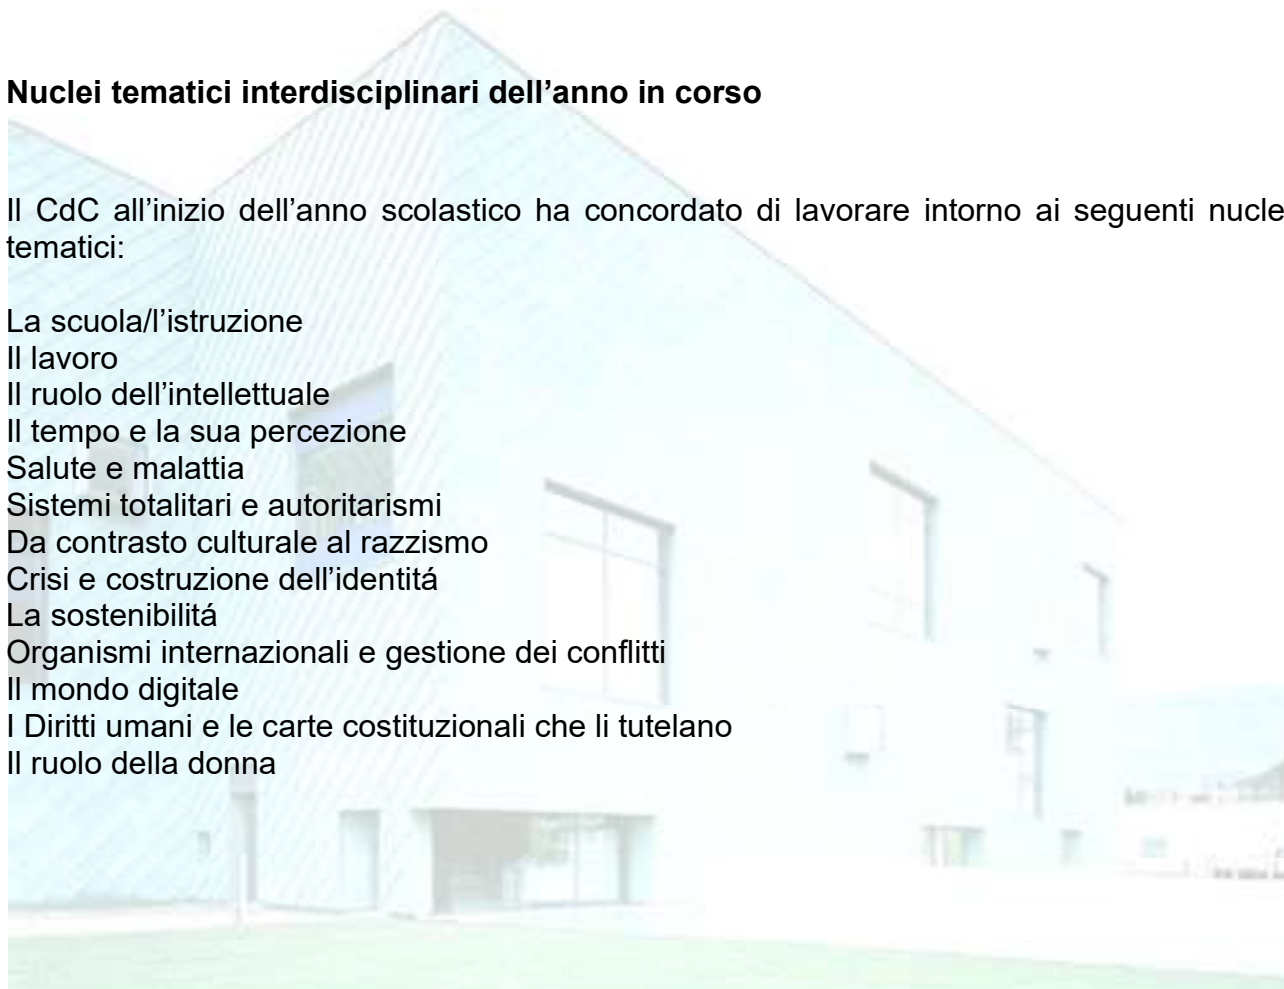 Nuclei tematici interdisciplinari dell’anno in corso
Il CdC all’inizio dell’anno scolastico ha concordato di lavorare intorno ai seguenti nucle
tematici:
La scuola/l’istruzione
Il lavoro
Il ruolo dell’intellettuale
Il tempo e la sua percezione
Salute e malattia
Sistemi totalitari e autoritarismi
Da contrasto culturale al razzismo
Crisi e costruzione dell’identitá
La sostenibilitá
Organismi internazionali e gestione dei conflitti
Il mondo digitale
I Diritti umani e le carte costituzionali che li tutelano
Il ruolo della donna